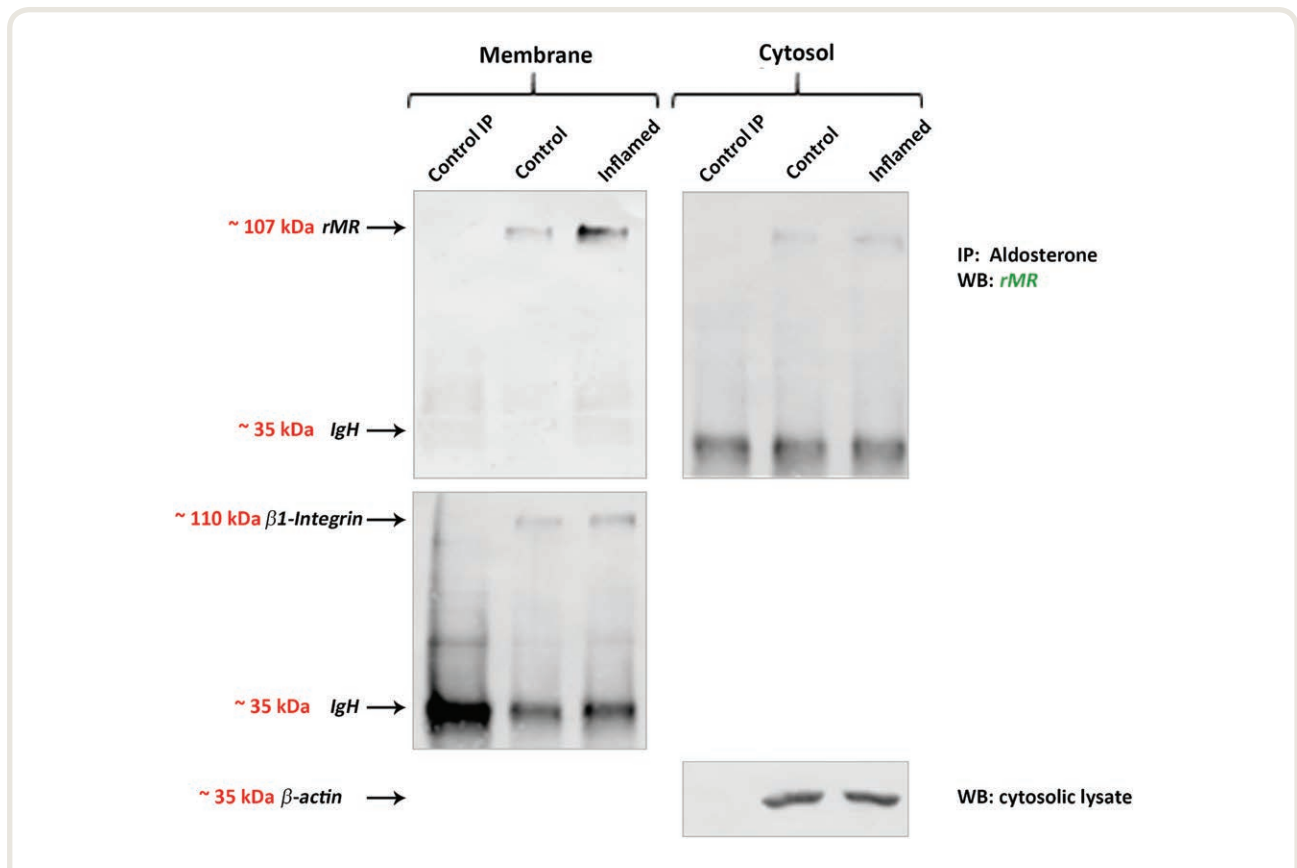 Membrane
Cytosol
Control IP
Control
Inflamed
Control IP
Control
Inflamed
~ 107 kDa rMR
IP: Aldosterone
WB: rMR
~ 35 kDa IgH
~ 110 kDa β1-Integrin
~ 35 kDa IgH
~ 35 kDa β-actin
WB: cytosolic lysate